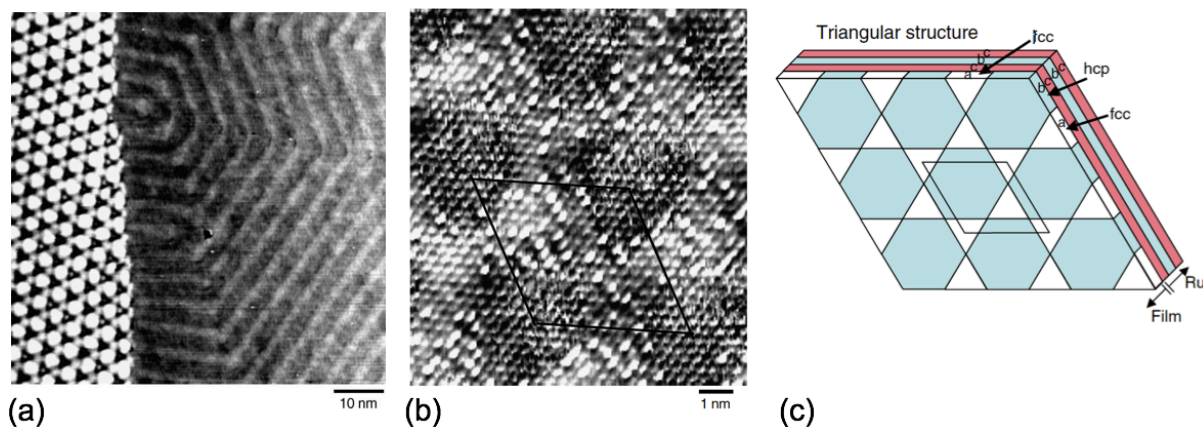 Triangular structure
fcc
a c b c
hcp
b c b c
fcc
a
Ru
Film
10 nm
1 nm
(a)
(b)
(c)